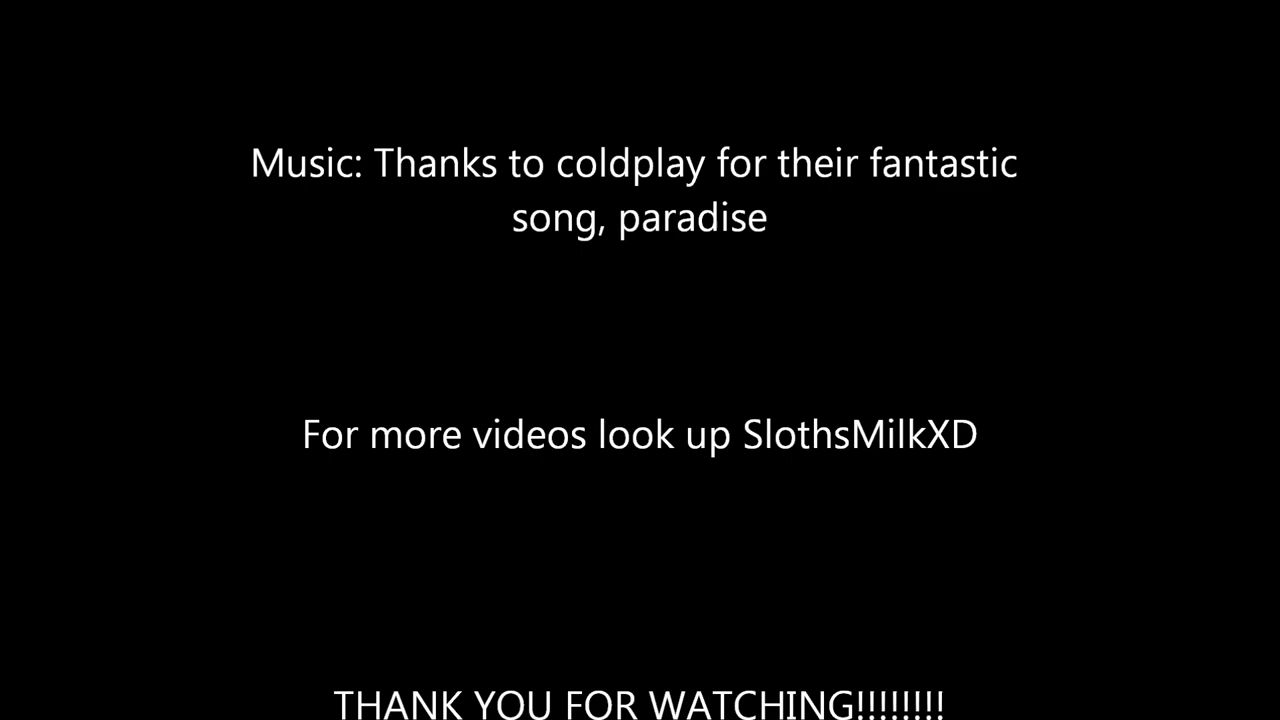 Music: Thanks to coldplay for their fantastic
song, paradise
For more videos look up SlothsMilkXD
THANK YOU FOR WATCHING!!!!!!!!